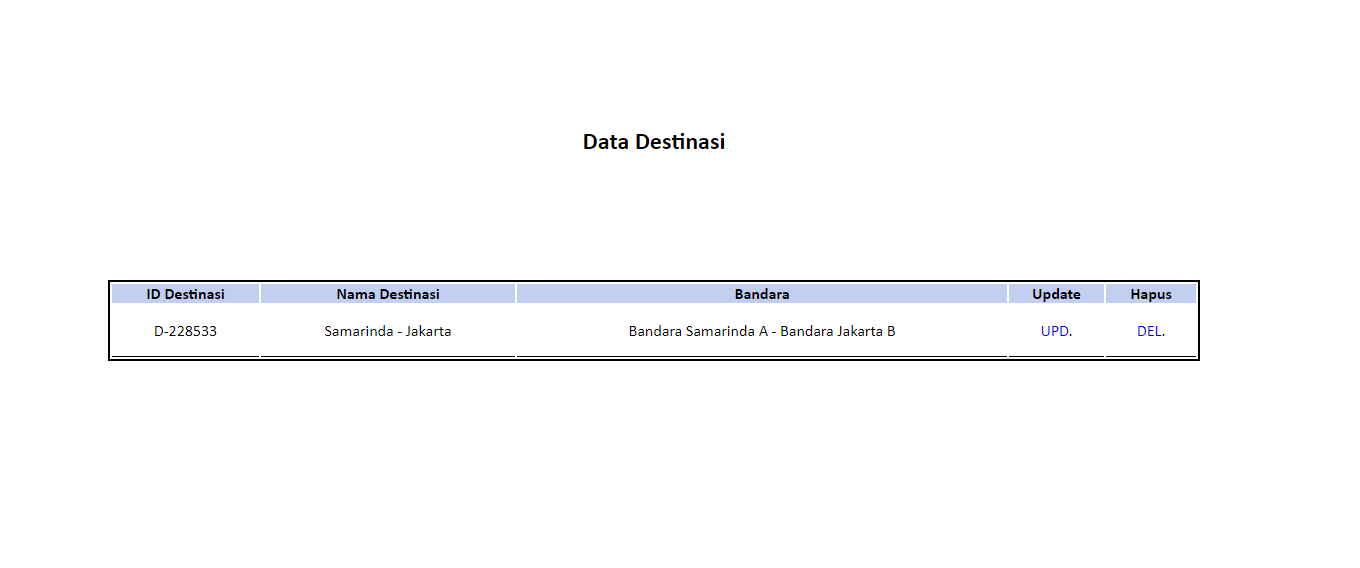 Data Destinasi
ID Destinasi Nama Destinasi Bandara Update Hapus
D-228533 Samarinda - Jakarta Bandara Samarinda A - Bandara Jakarta B UPD. DEL.